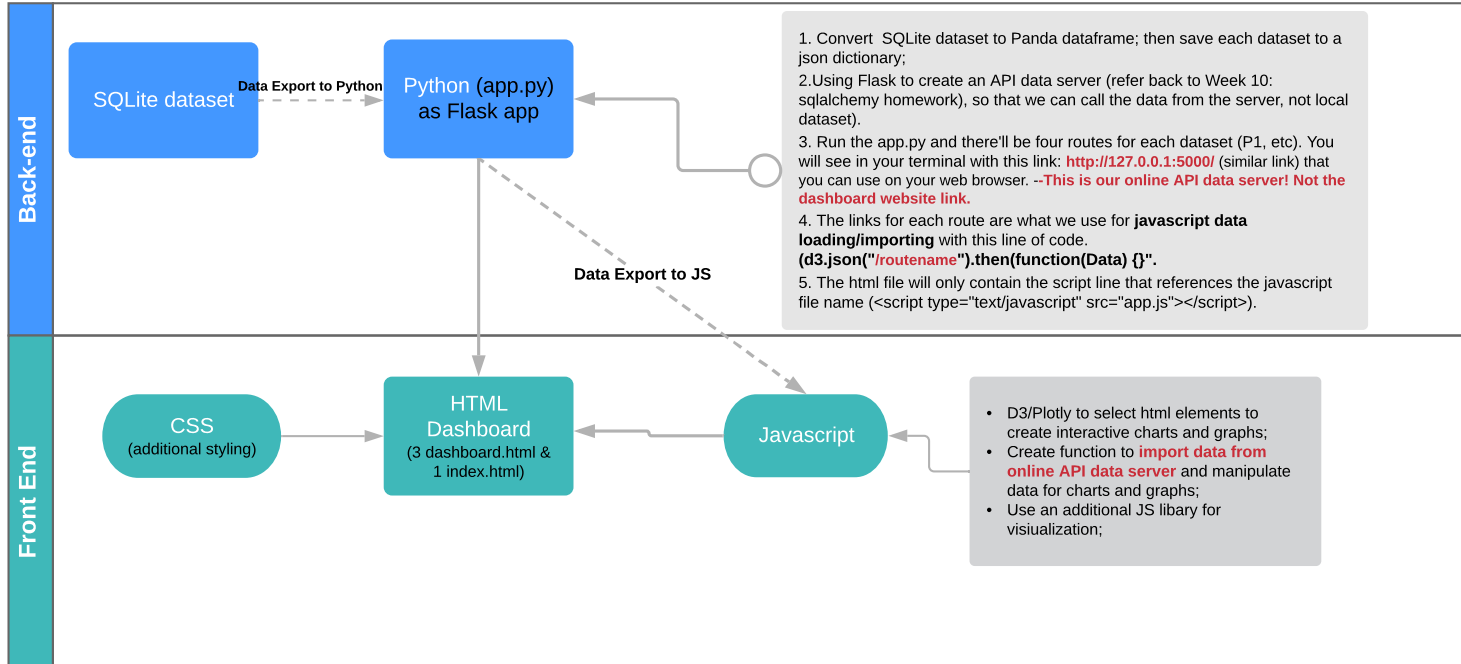 Back-end
SQLite dataset
Data Export to Python
Python (app.py)
as Flask app
1. Convert  SQLite dataset to Panda dataframe; then save each dataset to a
json dictionary;
2.Using Flask to create an API data server (refer back to Week 10:
sqlalchemy homework), so that we can call the data from the server, not local
dataset).
3. Run the app.py and there'll be four routes for each dataset (P1, etc). You
will see in your terminal with this link: http://127.0.0.1:5000/ (similar link) that
you can use on your web browser. --This is our online API data server! Not the
dashboard website link.
4. The links for each route are what we use for javascript data
loading/importing with this line of code.
(d3.json("/routename").then(function(Data) {}".
5. The html file will only contain the script line that references the javascript
file name (<script type="text/javascript" src="app.js"></script>).
Data Export to JS
Front End
CSS
(additional styling)
HTML
Dashboard
(3 dashboard.html &
1 index.html)
Javascript
• D3/Plotly to select html elements to
create interactive charts and graphs;
• Create function to import data from
online API data server and manipulate
data for charts and graphs;
• Use an additional JS libary for
visiualization;